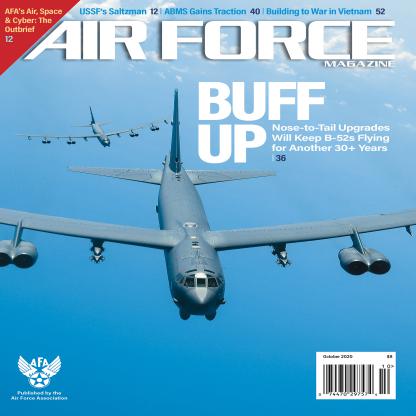 AFA's Air, Space
& Cyber: The
Outbrief
12
USSF's Saltzman 12 | ABMS Gains Traction 40 | Building to War in Vietnam 52
AIR FORCE
MAGAZINE
BUFF
UP
Nose-to-Tail Upgrades
Will Keep B-52s Flying
for Another 30+ Years
| 36
AFA
Published by the
Air Force Association
October 2020 $8